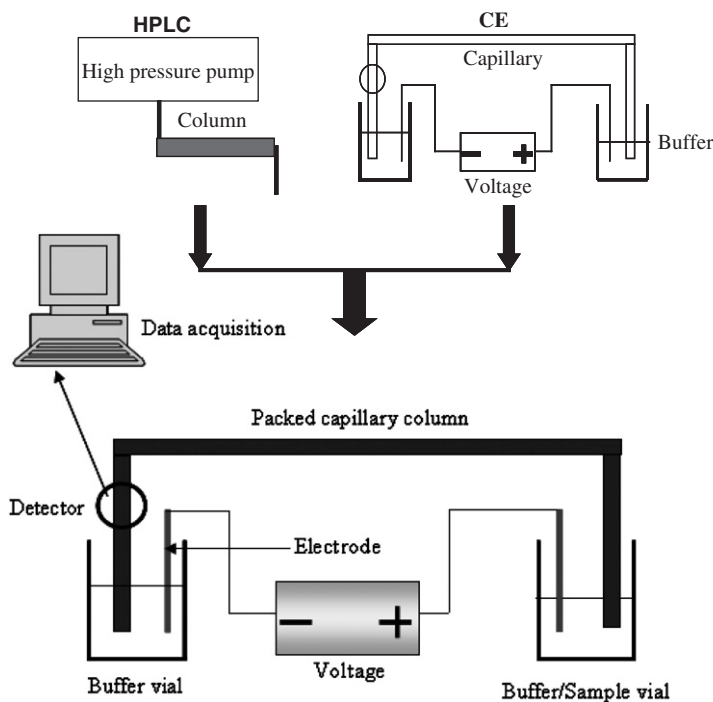 HPLC
High pressure pump
Column
CE
Capillary
Buffer
− +
Voltage
Data acquisition
Packed capillary column
Detector
Electrode
− +
Voltage
Buffer vial
Buffer/Sample vial